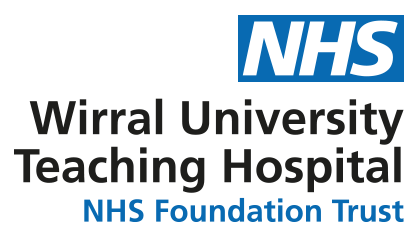 NHS
Wirral University
Teaching Hospital
NHS Foundation Trust